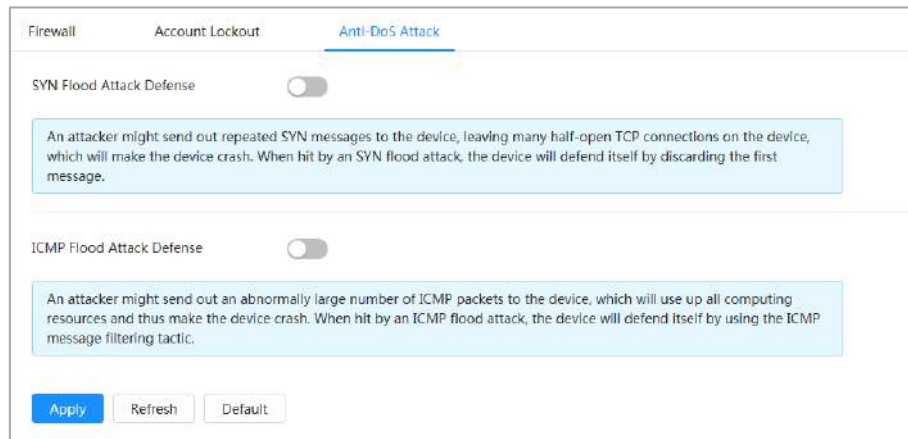 Firewall Account Lockout Anti-DoS Attack
SYN Flood Attack Defense
An attacker might send out repeated SYN messages to the device, leaving many half-open TCP connections on the device,
which will make the device crash. When hit by an SYN flood attack, the device will defend itself by discarding the first
message.
ICMP Flood Attack Defense
An attacker might send out an abnormally large number of ICMP packets to the device, which will use up all computing
resources and thus make the device crash. When hit by an ICMP flood attack, the device will defend itself by using the ICMP
message filtering tactic.
Apply Refresh Default